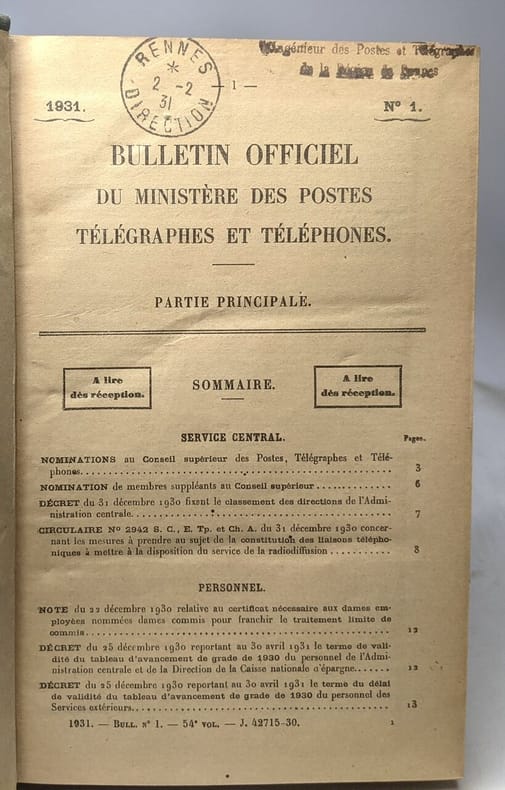 RENNES
*
2 -2
31
DIRECTION
Ingénieur des Postes et Télégraphes
de la Région de Rennes
— 1 —
1931.
N° 1.
BULLETIN OFFICIEL
DU MINISTÈRE DES POSTES
TÉLÉGRAPHES ET TÉLÉPHONES.
PARTIE PRINCIPALE.
A lire
dès réception.
SOMMAIRE.
A lire
dès réception.
SERVICE CENTRAL.
Pages.
NOMINATIONS au Conseil supérieur des Postes, Télégraphes et Télé-
phones. 3
NOMINATION de membres suppléants au Conseil supérieur 6
DÉCRET du 31 décembre 1930 fixant le classement des directions de l'Admi-
nistration centrale. 7
CIRCULAIRE N° 2942 S. C., E. Tp. et Ch. A. du 31 décembre 1930 concer-
nant les mesures à prendre au sujet de la constitution des liaisons télépho-
niques à mettre à la disposition du service de la radiodiffusion 8
PERSONNEL.
NOTE du 22 décembre 1930 relative au certificat nécessaire aux dames em-
ployées nommées dames commis pour franchir le traitement limite de
commis. 12
DÉCRET du 25 décembre 1930 reportant au 30 avril 1931 le terme de vali-
dité du tableau d'avancement de grade de 1930 du personnel de l'Admi-
nistration centrale et de la Direction de la Caisse nationale d'épargne. 12
DÉCRET du 25 décembre 1930 reportant au 30 avril 1931 le terme du délai
de validité du tableau d'avancement de grade de 1930 du personnel des
Services extérieurs. 13
1931. — BULL. N° 1. — 54e VOL. — J. 42715-30. 1